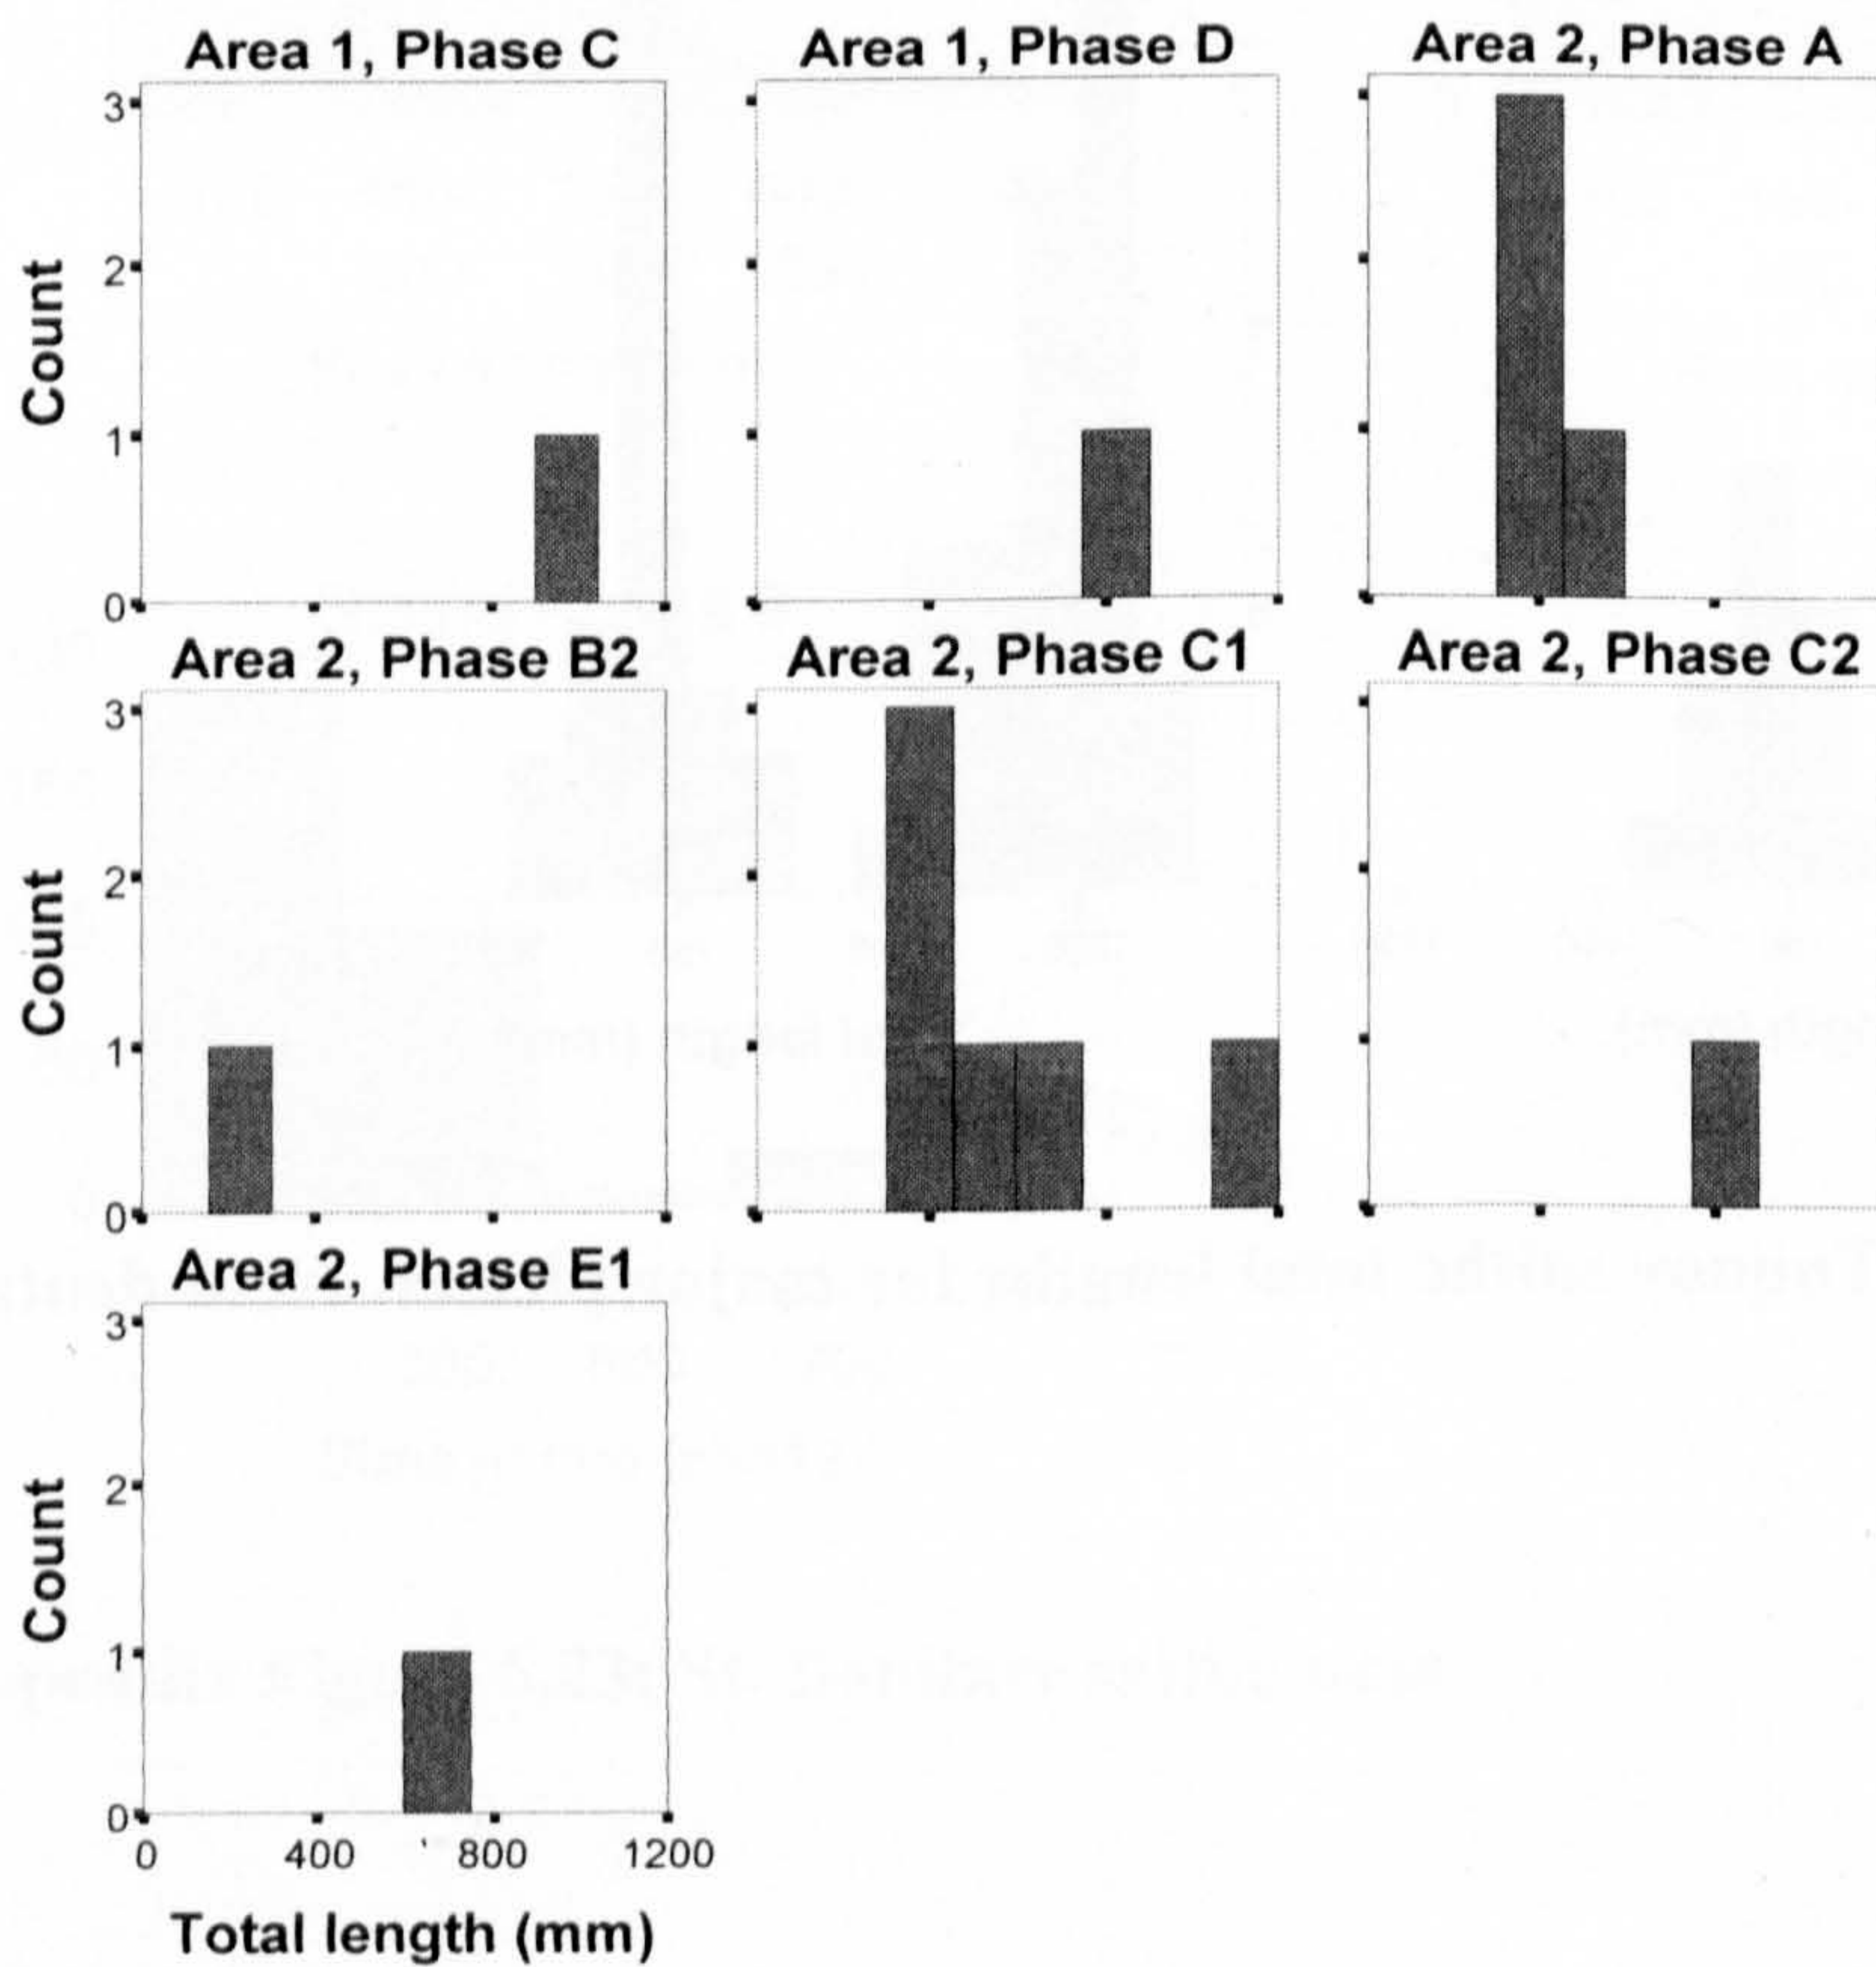 Area 1, Phase C
Area 1, Phase D
Area 2, Phase A
3
2
1
0
Count
Area 2, Phase B2
Area 2, Phase C1
Area 2, Phase C2
3
2
1
0
Count
Area 2, Phase E1
3
2
1
0
Count
0 400 800 1200
Total length (mm)